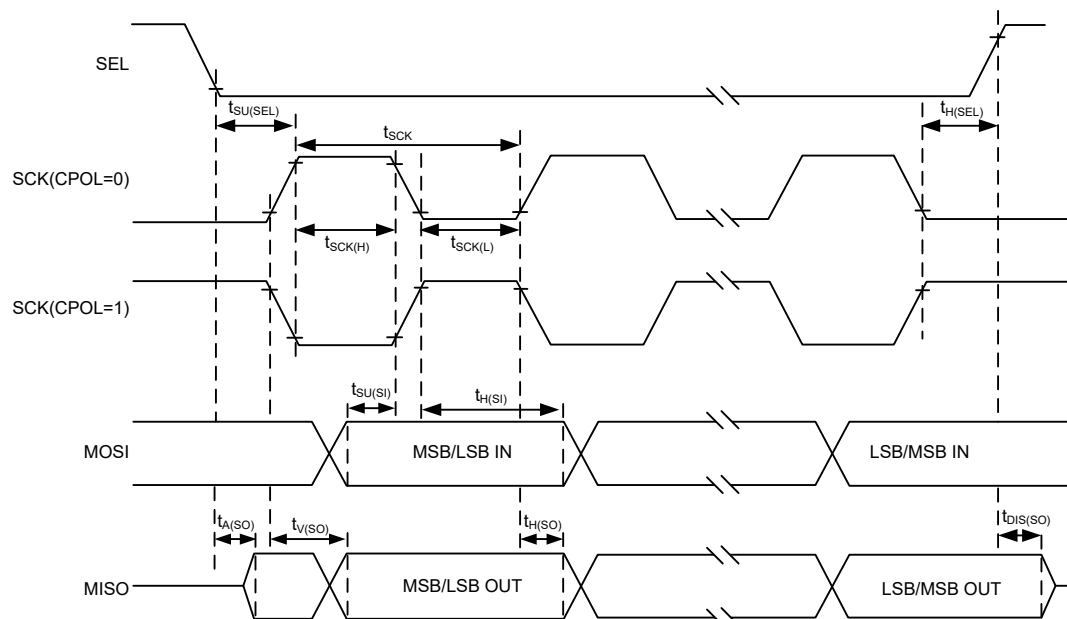 SEL
tSU(SEL)
tSCK
tH(SEL)
SCK(CPOL=0)
tSCK(H)
tSCK(L)
SCK(CPOL=1)
tSU(SI)
tH(SI)
MOSI
MSB/LSB IN
LSB/MSB IN
tA(SO)
tV(SO)
tH(SO)
tDIS(SO)
MISO
MSB/LSB OUT
LSB/MSB OUT